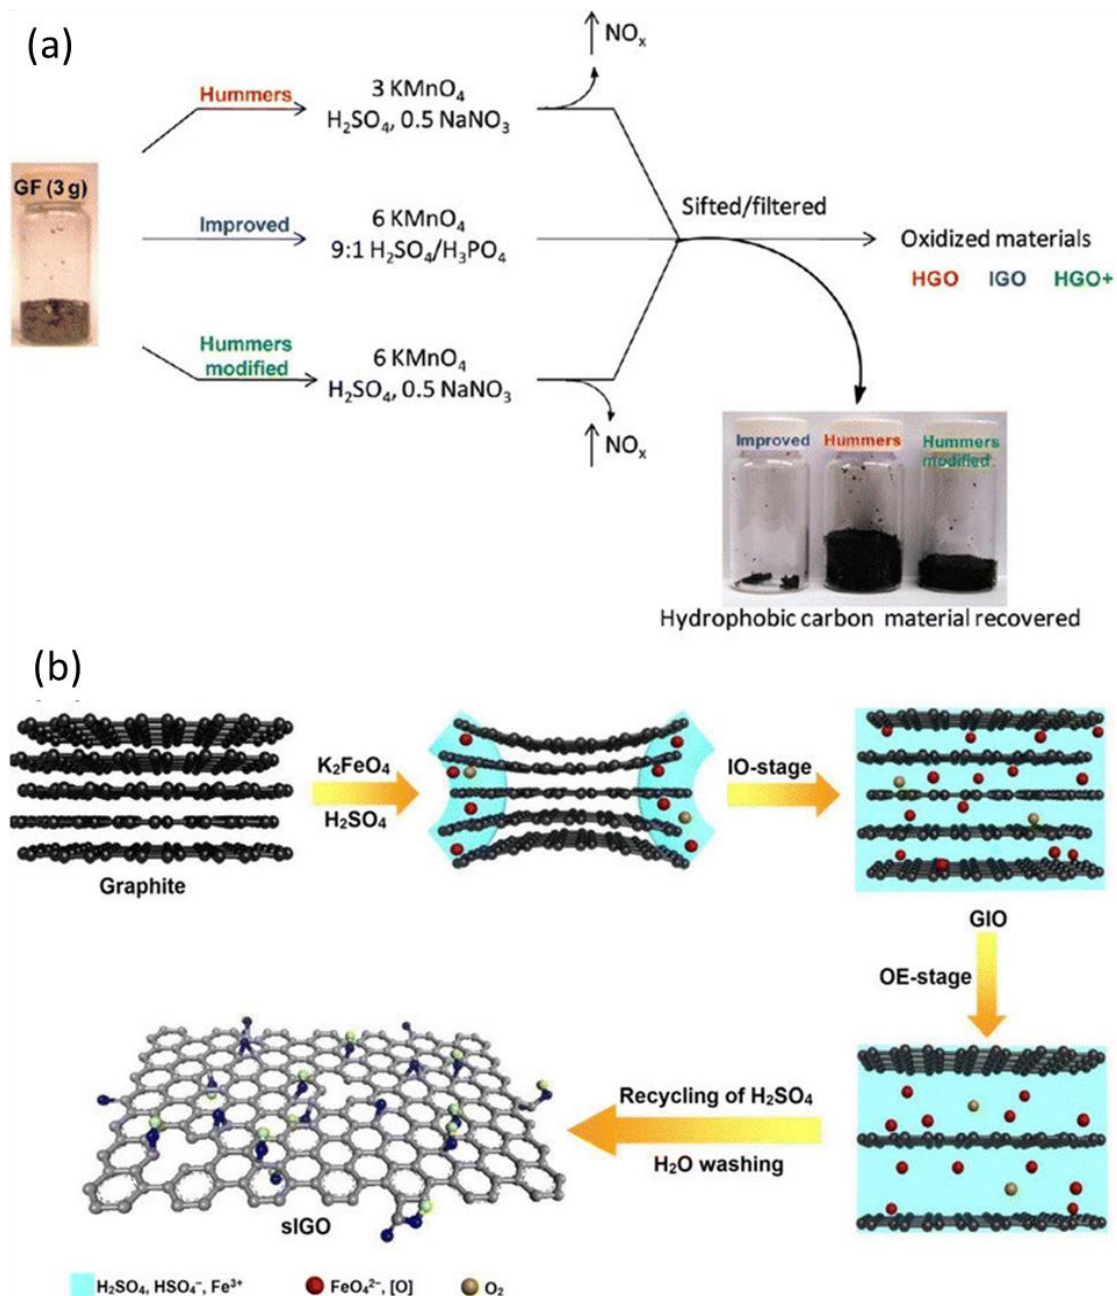 (a)
NOₓ
Hummers
3 KMnO₄
H₂SO₄, 0.5 NaNO₃
GF (3 g)
Improved
6 KMnO₄
9:1 H₂SO₄/H₃PO₄
Sifted/filtered
Oxidized materials
HGO IGO HGO+
Hummers
modified
6 KMnO₄
H₂SO₄, 0.5 NaNO₃
NOₓ
Improved
Hummers
Hummers
modified
Hydrophobic carbon material recovered
(b)
K₂FeO₄
H₂SO₄
IO-stage
Graphite
GIO
OE-stage
Recycling of H₂SO₄
H₂O washing
sIGO
H₂SO₄, HSO₄⁻, Fe³⁺
FeO₄²⁻, [O]
O₂